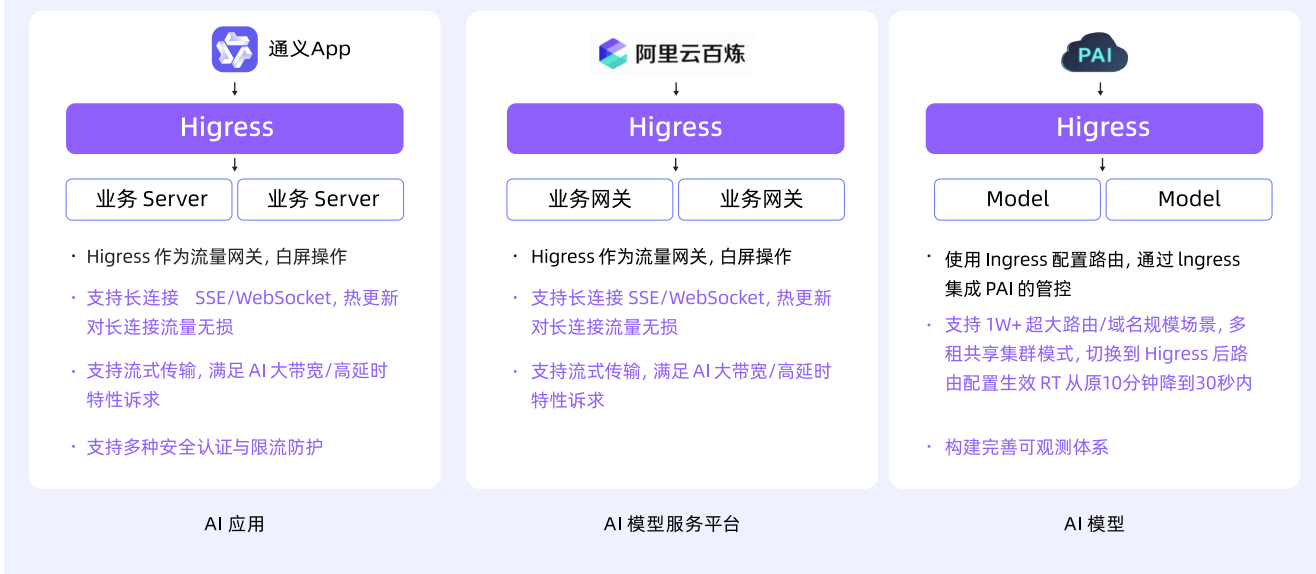 通义App
Higress
业务 Server
业务 Server
· Higress 作为流量网关, 白屏操作
· 支持长连接 SSE/WebSocket, 热更新
对长连接流量无损
· 支持流式传输, 满足 AI 大带宽/高延时
特性诉求
· 支持多种安全认证与限流防护
AI 应用
阿里云百炼
Higress
业务网关
业务网关
· Higress 作为流量网关, 白屏操作
· 支持长连接 SSE/WebSocket, 热更新
对长连接流量无损
· 支持流式传输, 满足 AI 大带宽/高延时
特性诉求
AI 模型服务平台
PAI
Higress
Model
Model
· 使用 Ingress 配置路由, 通过 lngress
集成 PAI 的管控
· 支持 1W+ 超大路由/域名规模场景, 多
租共享集群模式, 切换到 Higress 后路
由配置生效 RT 从原10分钟降到30秒内
· 构建完善可观测体系
AI 模型